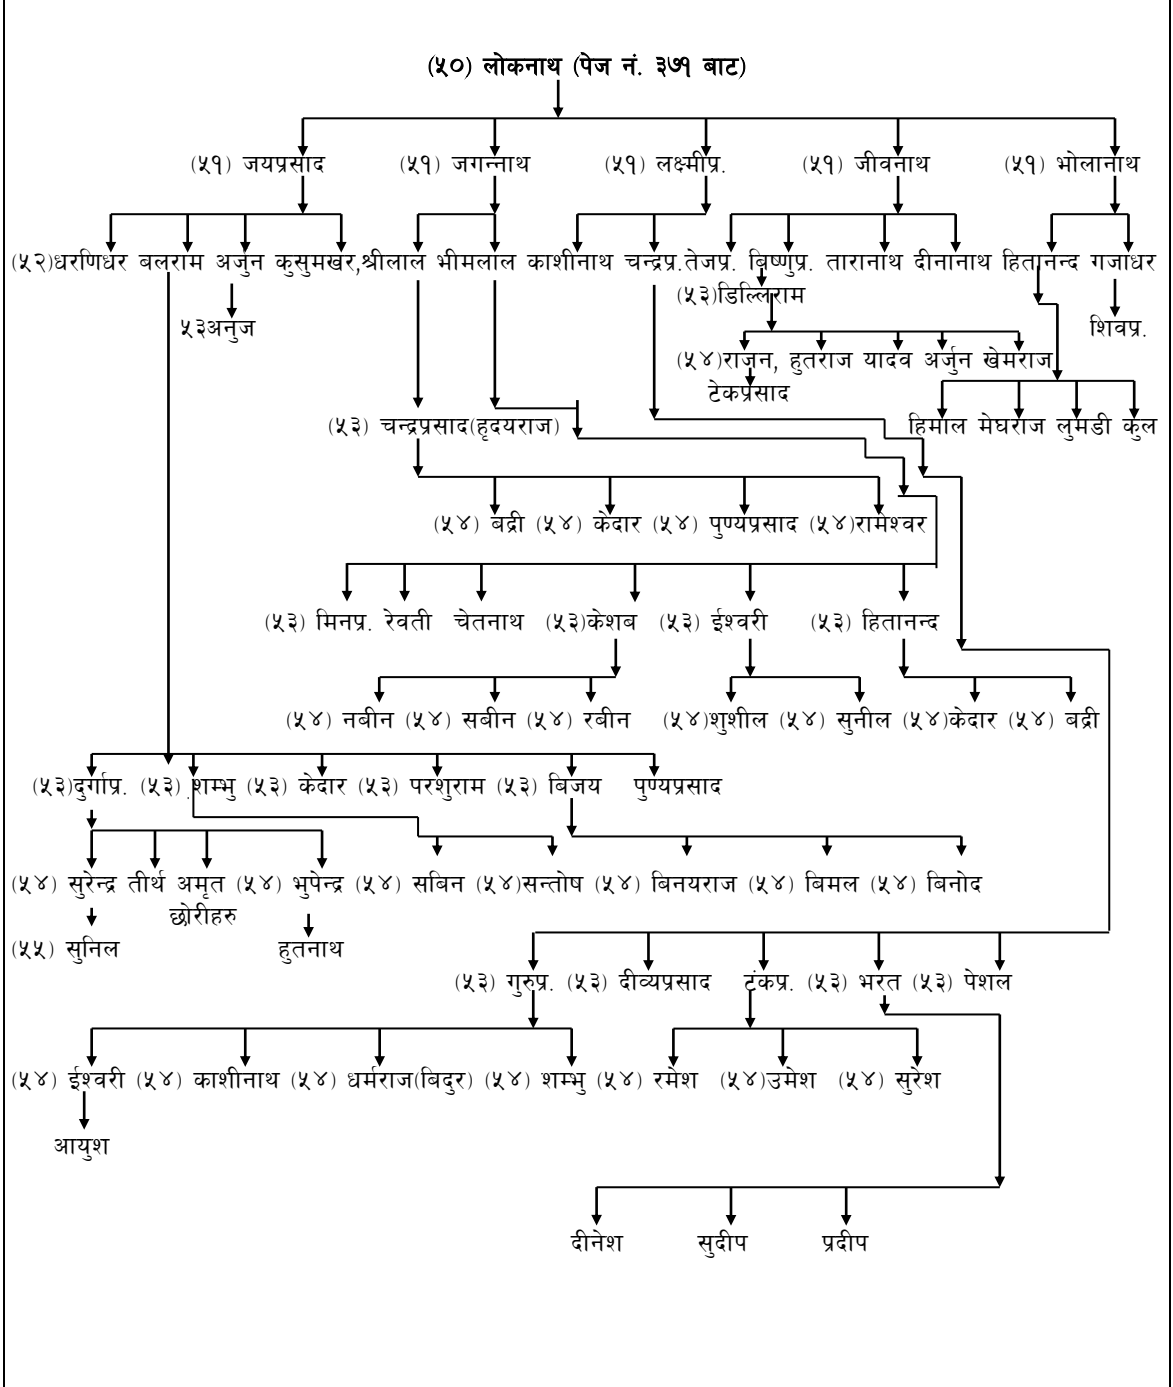 (५०) लोकनाथ (पेज नं. ३७१ बाट)
(५१) जयप्रसाद (५१) जगन्नाथ (५१) लक्ष्मीप्र. (५१) जीवनाथ (५१) भोलानाथ
(५२)धरणिधर बलराम अर्जुन कुसुमखर,श्रीलाल भीमलाल काशीनाथ चन्द्रप्र.तेजप्र. बिष्णुप्र. तारानाथ दीनानाथ हितानन्द गजाधर
(५३)डिल्लिराम
५३अनुज शिवप्र.
(५४)राजन, हुतराज यादव अर्जुन खेमराज
टेकप्रसाद
(५३) चन्द्रप्रसाद(हृदयराज) हिमाल मेघराज लुमडी कुल
(५४) बद्री (५४) केदार (५४) पुण्यप्रसाद (५४)रामेश्वर
(५३) मिनप्र. रेवती चेतनाथ (५३)केशब (५३) ईश्वरी (५३) हितानन्द
(५४) नबीन (५४) सबीन (५४) रबीन (५४)शुशील (५४) सुनील (५४)केदार (५४) बद्री
(५३)दुर्गाप्र. (५३) शम्भु (५३) केदार (५३) परशुराम (५३) बिजय पुण्यप्रसाद
(५४) सुरेन्द्र तीर्थ अमृत (५४) भुपेन्द्र (५४) सबिन (५४)सन्तोष (५४) बिनयराज (५४) बिमल (५४) बिनोद
छोरीहरु
(५५) सुनिल हुतनाथ
(५३) गुरुप्र. (५३) दीव्यप्रसाद टंकप्र. (५३) भरत (५३) पेशल
(५४) ईश्वरी (५४) काशीनाथ (५४) धर्मराज(बिदुर) (५४) शम्भु (५४) रमेश (५४)उमेश (५४) सुरेश
आयुश
दीनेश सुदीप प्रदीप